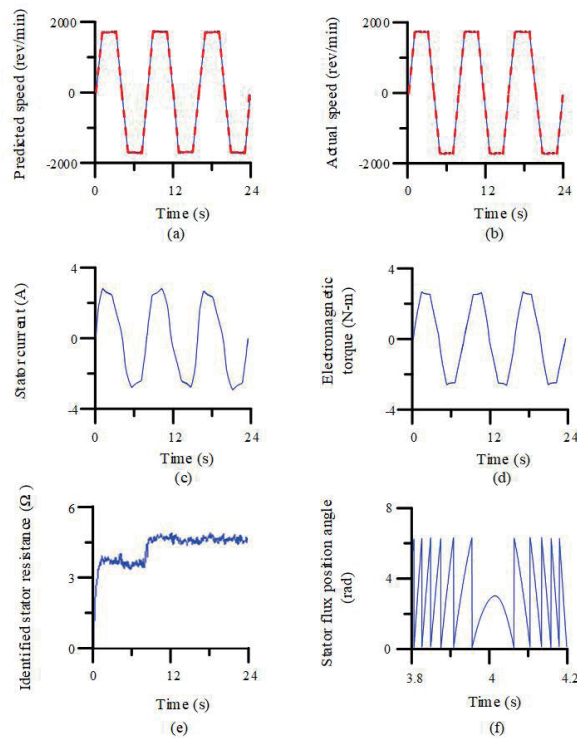 Predicted speed (rev/min)
2000
0
-2000
0
12
24
Time (s)
(a)
Actual speed (rev/min)
2000
0
-2000
0
12
24
Time (s)
(b)
Stator current (A)
4
0
-4
0
12
24
Time (s)
(c)
Electromagnetic
torque (N-m)
4
0
-4
0
12
24
Time (s)
(d)
Identified stator resistance (Ω)
9
4.5
0
0
12
24
Time (s)
(e)
Stator flux position angle
(rad)
8
4
0
3.8
4
4.2
Time (s)
(f)